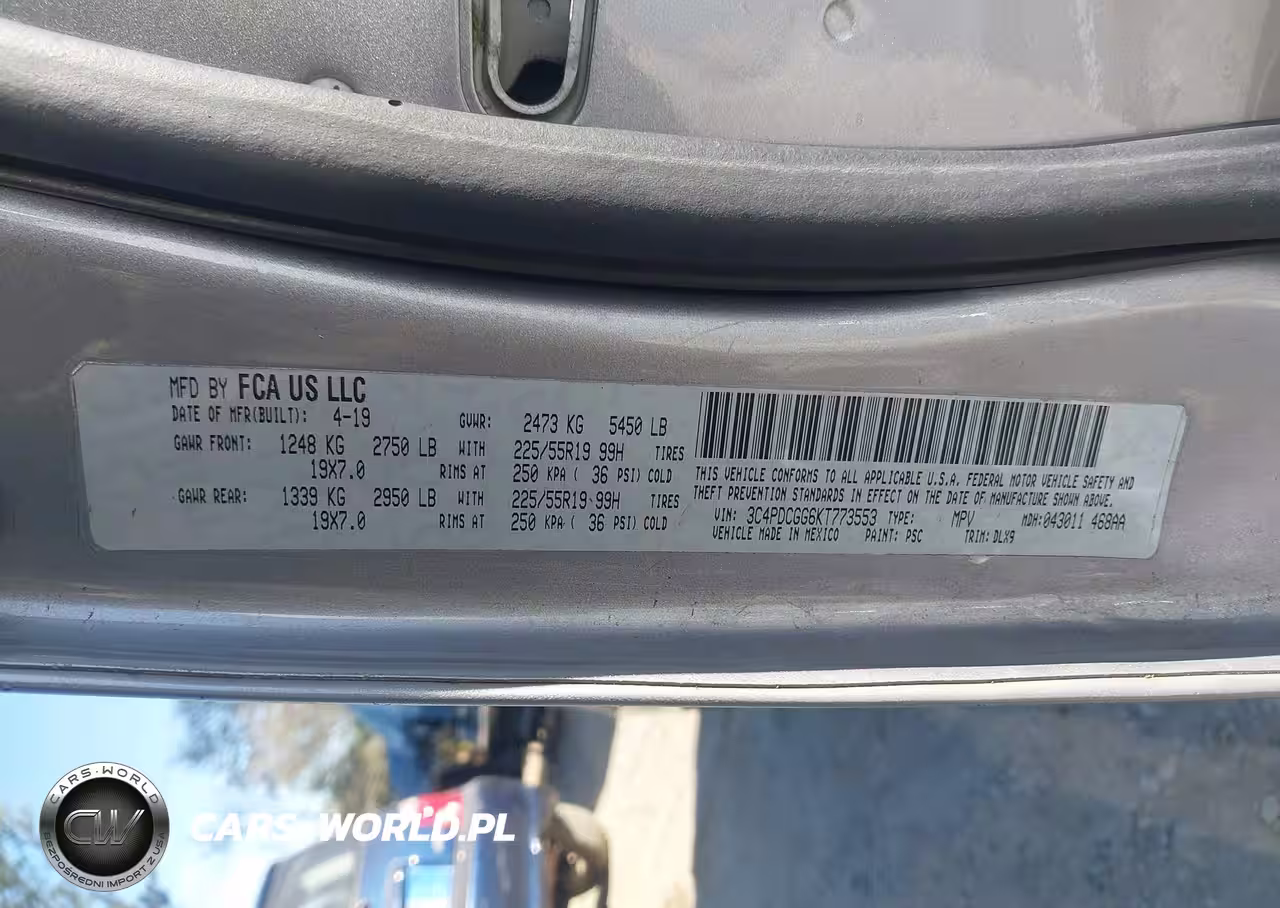 MFD BY FCA US LLC
DATE OF MFR(BUILT): 4-19 GVWR: 2473 KG 5450 LB
GAWR FRONT: 1248 KG 2750 LB WITH 225/55R19 99H TIRES
19X7.0 RIMS AT 250 KPA ( 36 PSI) COLD
GAWR REAR: 1339 KG 2950 LB WITH 225/55R19 99H TIRES
19X7.0 RIMS AT 250 KPA ( 36 PSI) COLD
THIS VEHICLE CONFORMS TO ALL APPLICABLE U.S.A. FEDERAL MOTOR VEHICLE SAFETY AND
THEFT PREVENTION STANDARDS IN EFFECT ON THE DATE OF MANUFACTURE SHOWN ABOVE.
VIN: 3C4PDCGG6KT773553 TYPE: MPV MDH:043011 468AA
VEHICLE MADE IN MEXICO PAINT: PSC TRIM: DLX9
CARS-WORLD
CW
BEZPOŚREDNI IMPORT Z USA
CARS-WORLD.PL